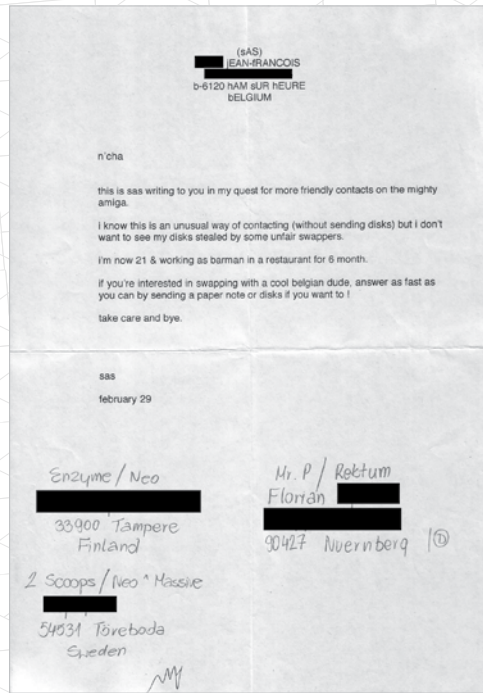 (sAS)
jEAN-fRANCOIS
b-6120 hAM sUR hEURE
bELGIUM
n'cha
this is sas writing to you in my quest for more friendly contacts on the mighty
amiga.
i know this is an unusual way of contacting (without sending disks) but i don't
want to see my disks stealed by some unfair swappers.
i'm now 21 & working as barman in a restaurant for 6 month.
if you're interested in swapping with a cool belgian dude, answer as fast as
you can by sending a paper note or disks if you want to !
take care and bye.
sas
february 29
Enzyme / Neo
33900 Tampere
Finland
2 Scoops / Neo ^ Massive
54531 Töreboda
Sweden
Mr. P / Rektum
Florian
90427 Nuernberg / D